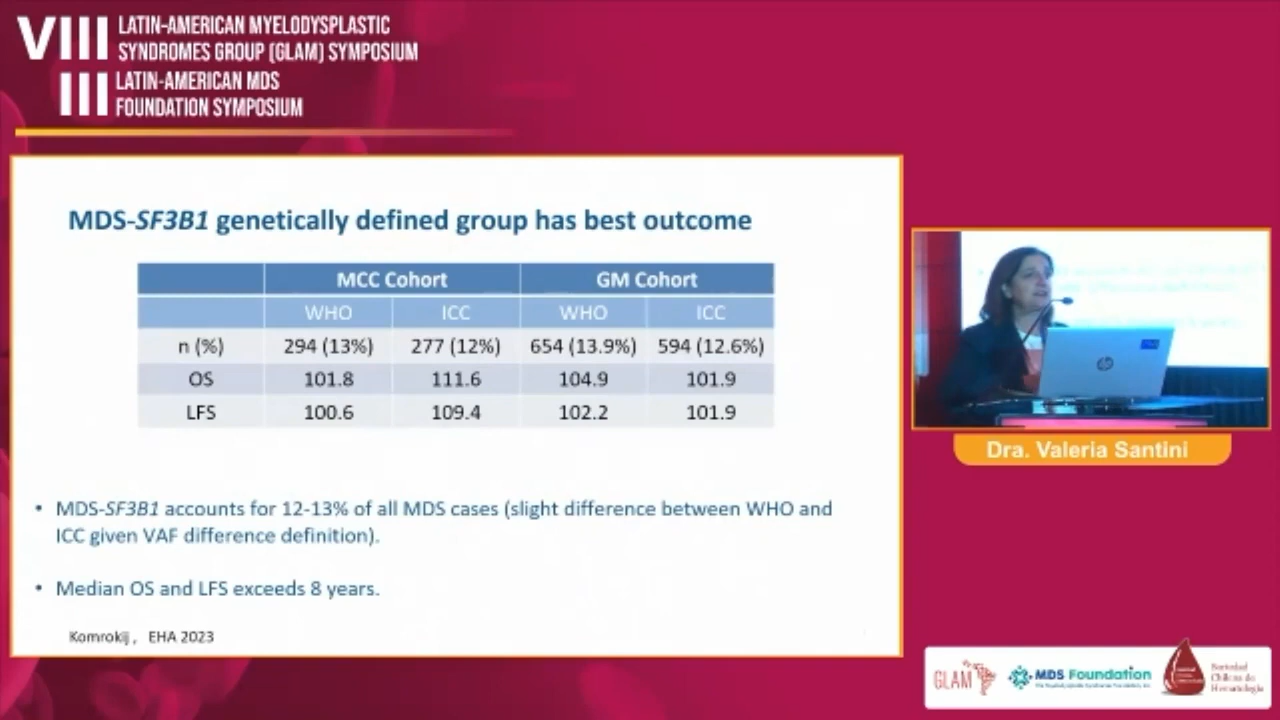 VIII LATIN-AMERICAN MYELODYSPLASTIC
SYNDROMES GROUP (GLAM) SYMPOSIUM
III LATIN-AMERICAN MDS
FOUNDATION SYMPOSIUM
MDS-SF3B1 genetically defined group has best outcome
MCC Cohort GM Cohort
WHO ICC WHO ICC
n (%) 294 (13%) 277 (12%) 654 (13.9%) 594 (12.6%)
OS 101.8 111.6 104.9 101.9
LFS 100.6 109.4 102.2 101.9
• MDS-SF3B1 accounts for 12-13% of all MDS cases (slight difference between WHO and
ICC given VAF difference definition).
• Median OS and LFS exceeds 8 years.
Komrokij , EHA 2023
Dra. Valeria Santini
GLAM
MDS Foundation
Sociedad
Chilena de
Hematología